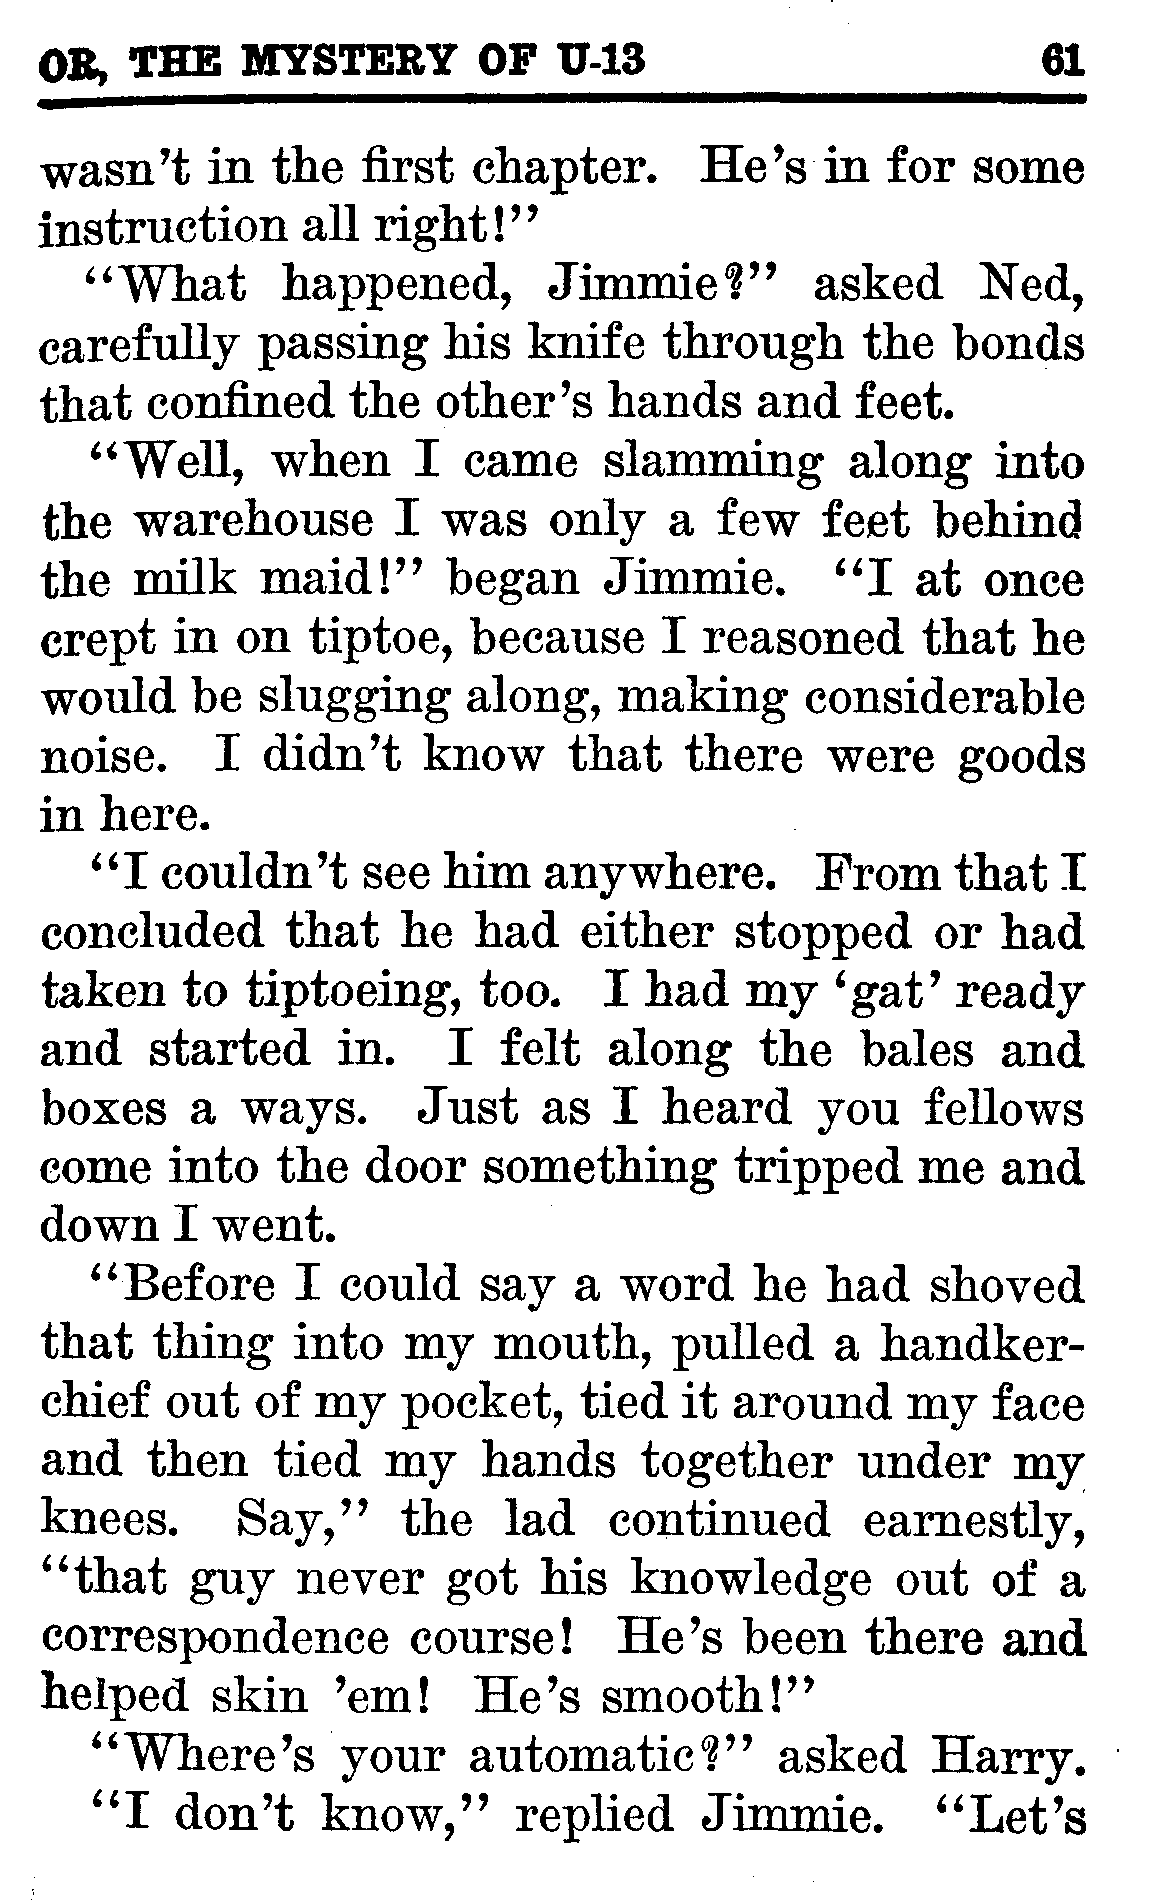 OR, THE MYSTERY OF U-13 61
wasn't in the first chapter. He's in for some
instruction all right!"
"What happened, Jimmie?" asked Ned,
carefully passing his knife through the bonds
that confined the other's hands and feet.
"Well, when I came slamming along into
the warehouse I was only a few feet behind
the milk maid!" began Jimmie. "I at once
crept in on tiptoe, because I reasoned that he
would be slugging along, making considerable
noise. I didn't know that there were goods
in here.
"I couldn't see him anywhere. From that I
concluded that he had either stopped or had
taken to tiptoeing, too. I had my 'gat' ready
and started in. I felt along the bales and
boxes a ways. Just as I heard you fellows
come into the door something tripped me and
down I went.
"Before I could say a word he had shoved
that thing into my mouth, pulled a handker-
chief out of my pocket, tied it around my face
and then tied my hands together under my
knees. Say," the lad continued earnestly,
"that guy never got his knowledge out of a
correspondence course! He's been there and
helped skin 'em! He's smooth!"
"Where's your automatic?" asked Harry.
"I don't know," replied Jimmie. "Let's